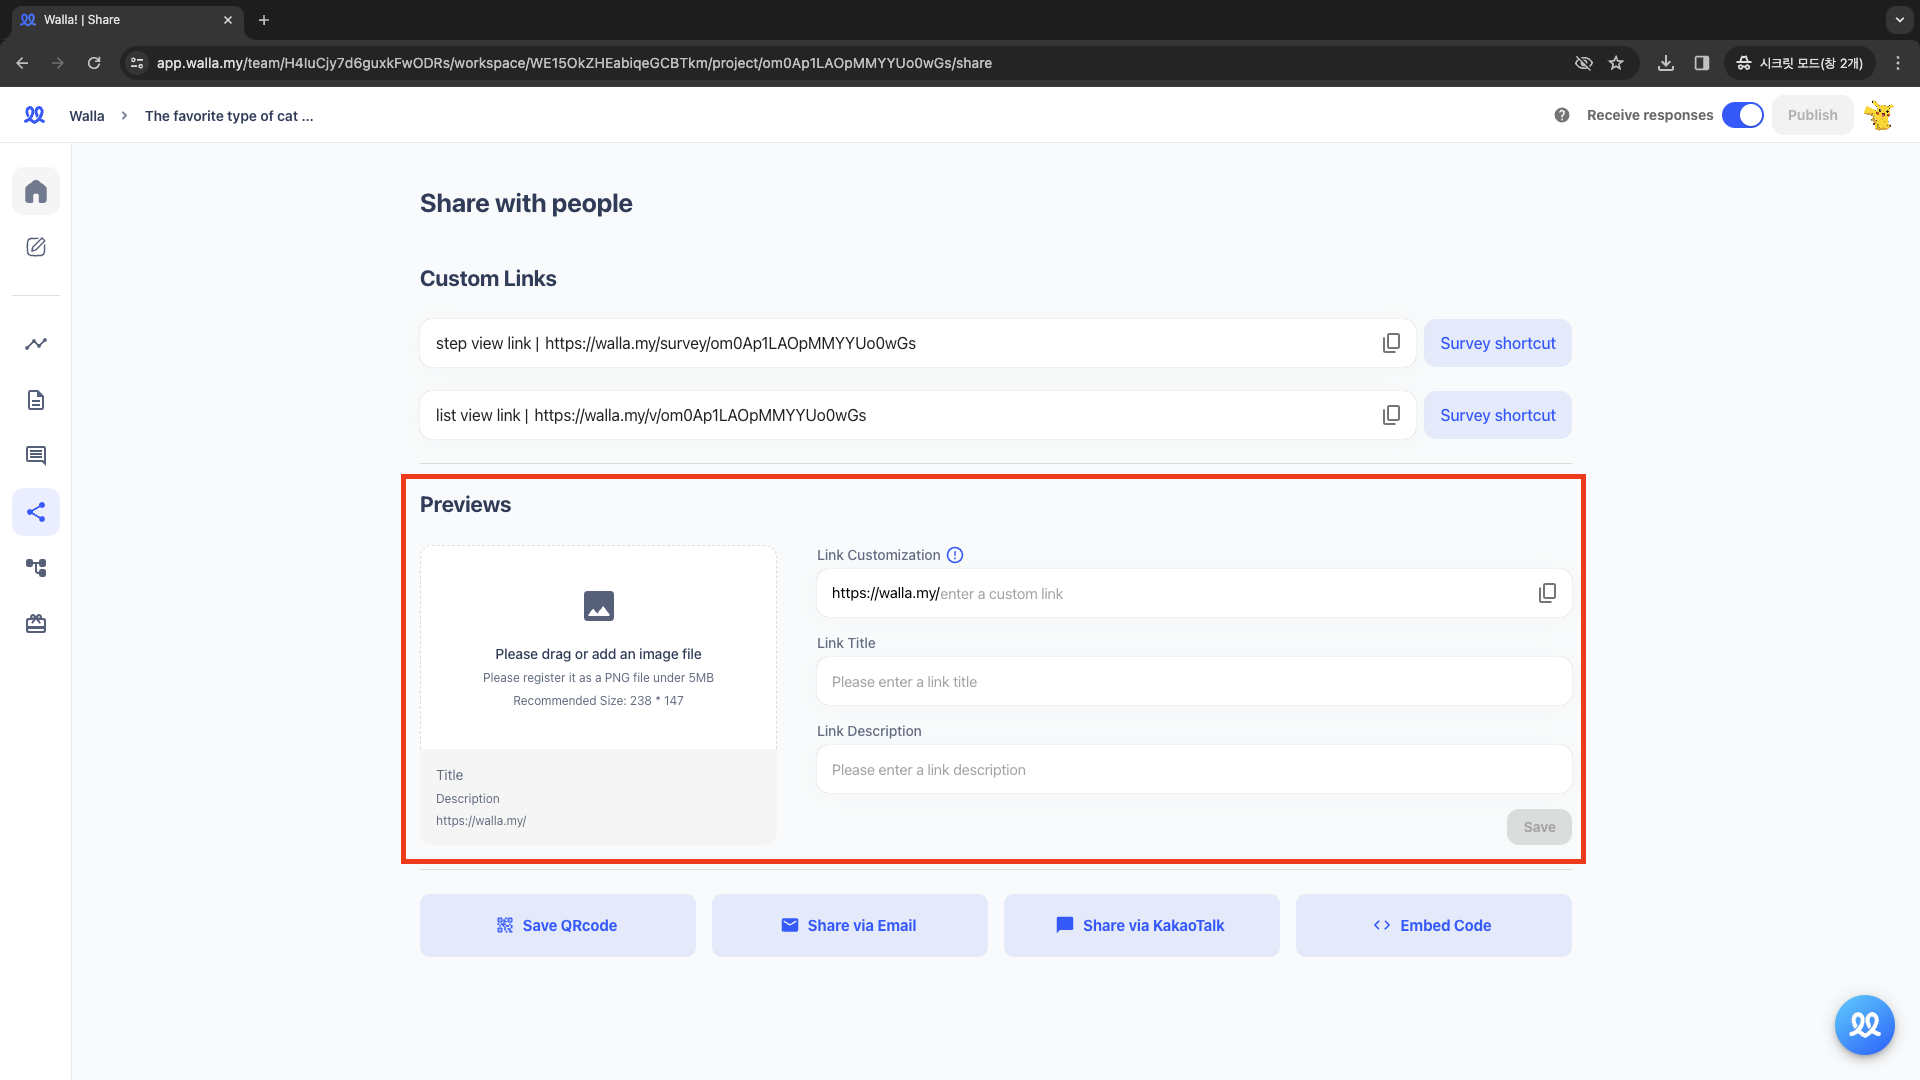 Walla! | Share
app.walla.my/team/H4IuCjy7d6guxkFwODRs/workspace/WE15OkZHEabiqeGCBTkm/project/om0Ap1LAOpMMYYUo0wGs/share
시크릿 모드(창 2개)
Walla
The favorite type of cat ...
Receive responses
Publish
Share with people
Custom Links
step view link | https://walla.my/survey/om0Ap1LAOpMMYYUo0wGs
Survey shortcut
list view link | https://walla.my/v/om0Ap1LAOpMMYYUo0wGs
Survey shortcut
Previews
Please drag or add an image file
Please register it as a PNG file under 5MB
Recommended Size: 238 * 147
Title
Description
https://walla.my/
Link Customization
https://walla.my/enter a custom link
Link Title
Please enter a link title
Link Description
Please enter a link description
Save
Save QRcode
Share via Email
Share via KakaoTalk
Embed Code